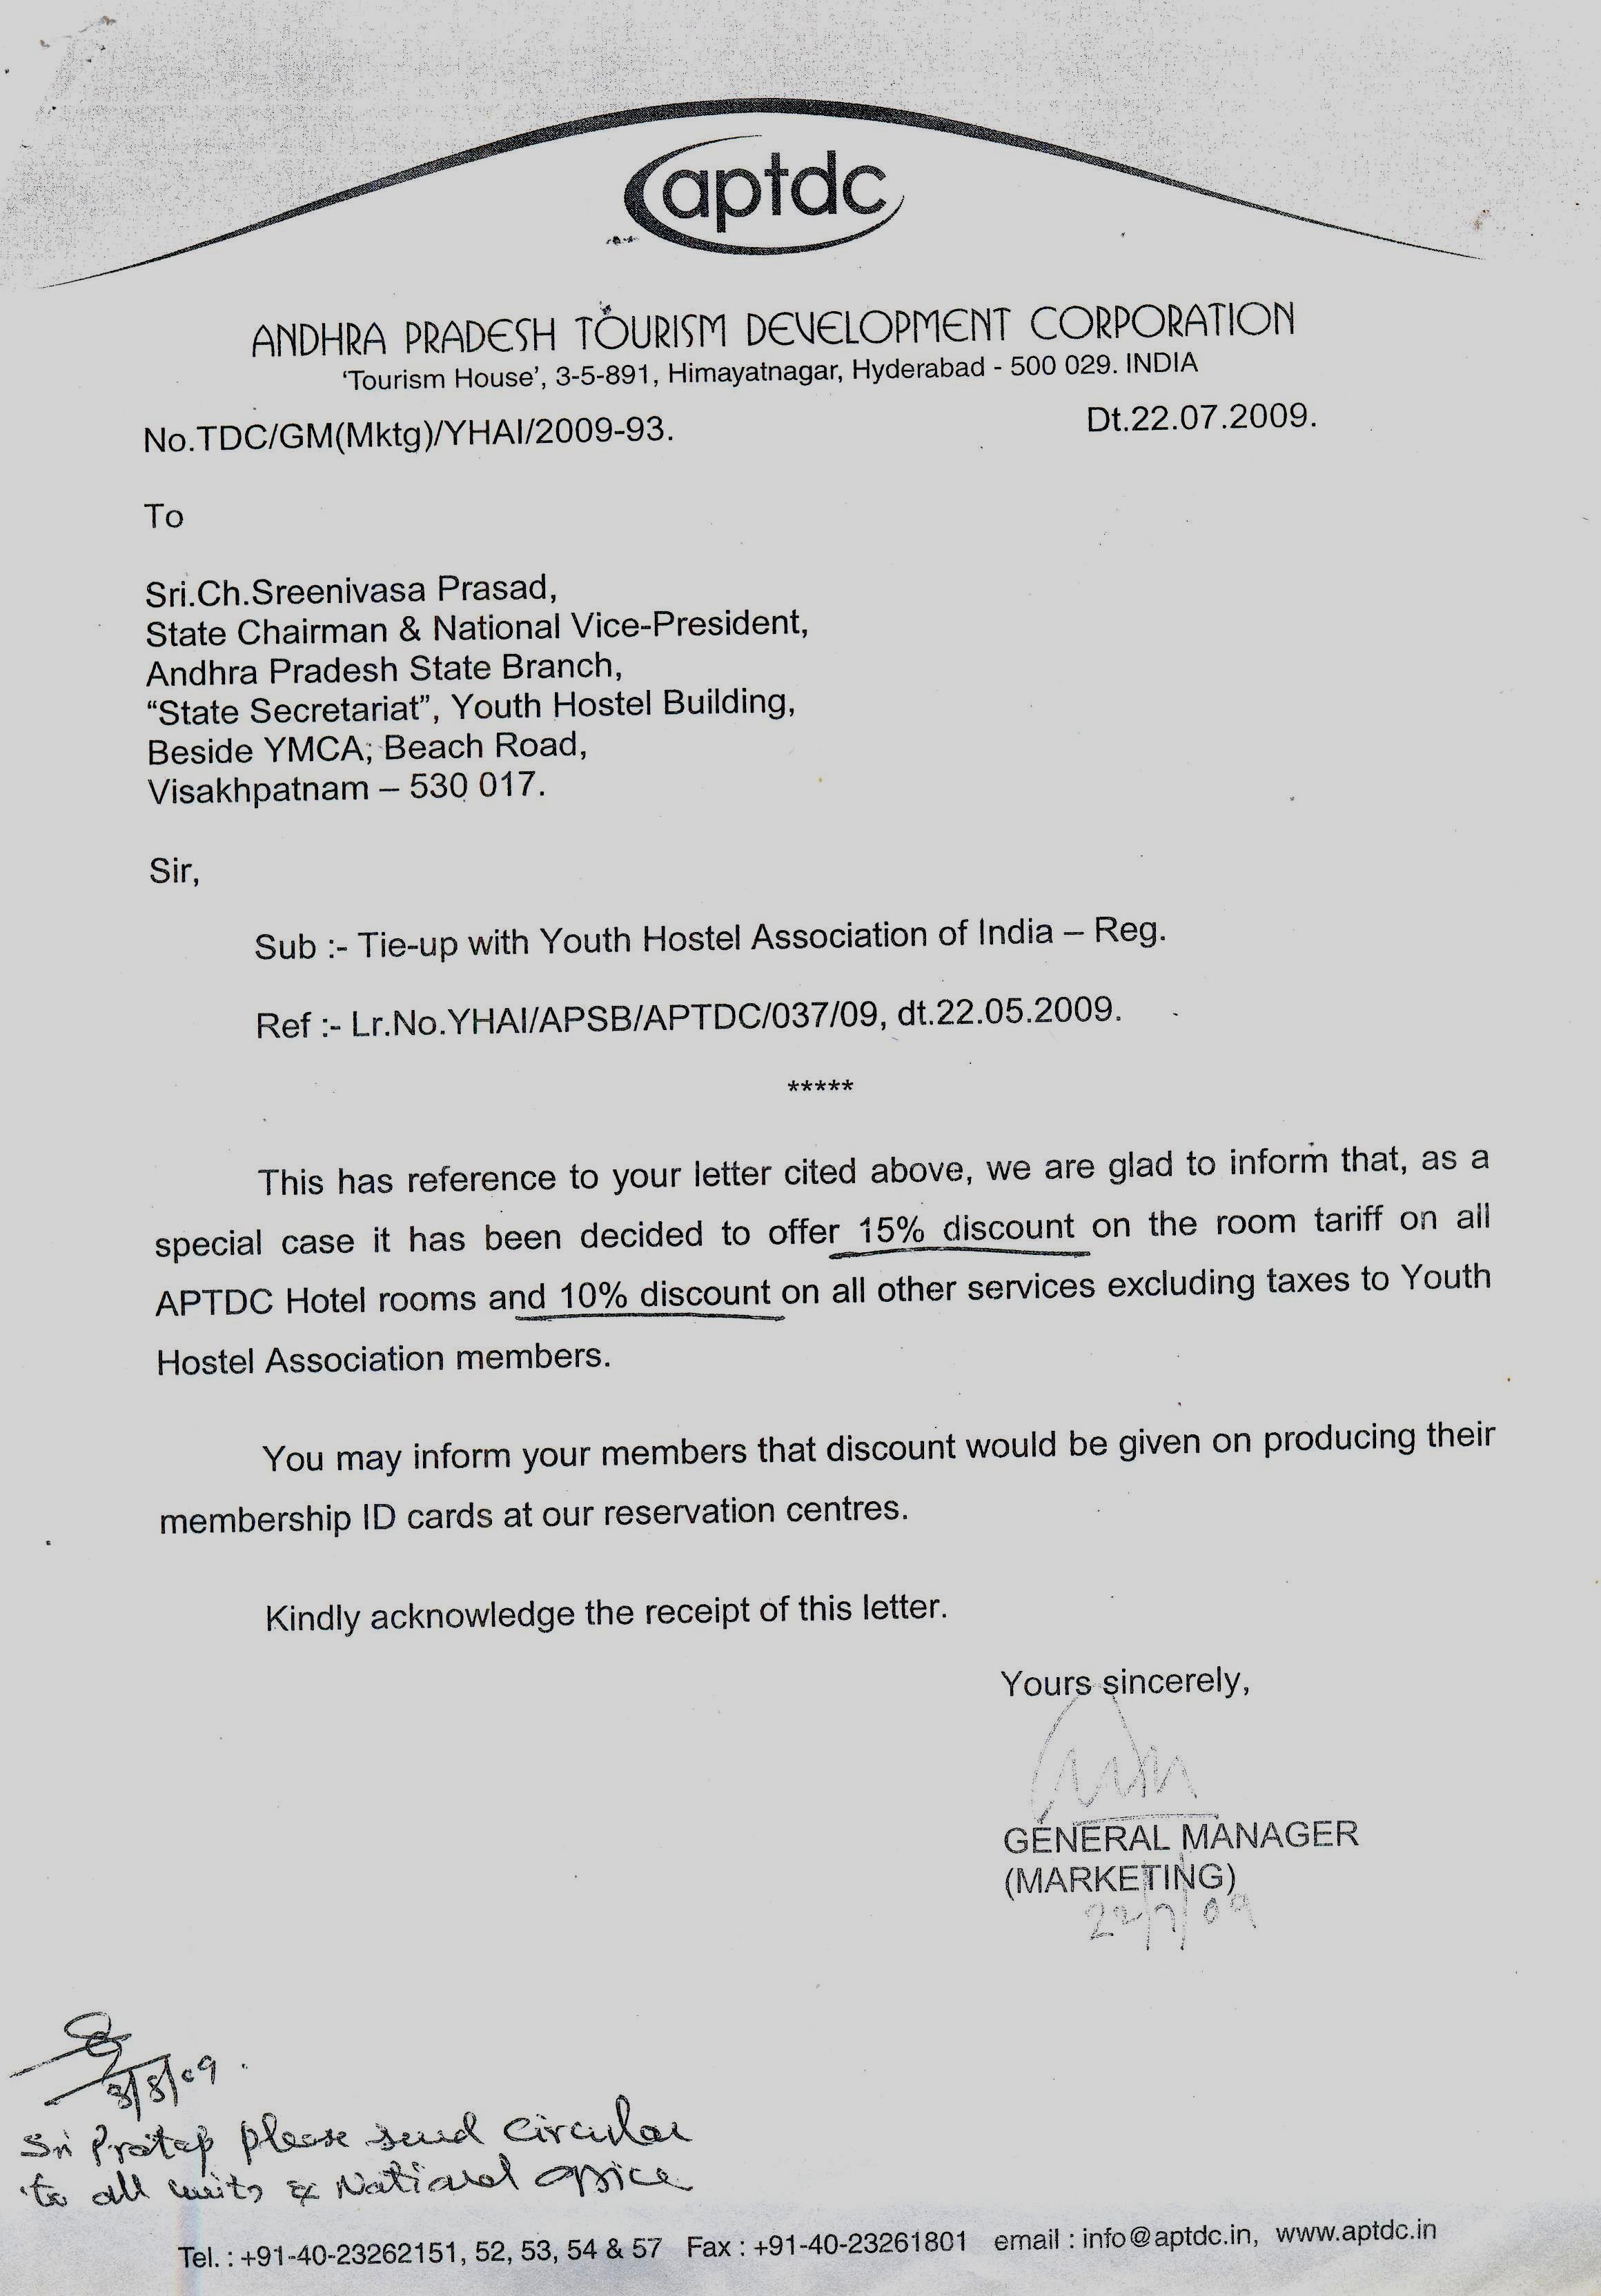 aptdc
ANDHRA PRADESH TOURISM DEVELOPMENT CORPORATION
'Tourism House', 3-5-891, Himayatnagar, Hyderabad - 500 029. INDIA
No.TDC/GM(Mktg)/YHAI/2009-93. Dt.22.07.2009.
To
Sri.Ch.Sreenivasa Prasad,
State Chairman & National Vice-President,
Andhra Pradesh State Branch,
“State Secretariat”, Youth Hostel Building,
Beside YMCA, Beach Road,
Visakhpatnam – 530 017.
Sir,
Sub :- Tie-up with Youth Hostel Association of India – Reg.
Ref :- Lr.No.YHAI/APSB/APTDC/037/09, dt.22.05.2009.
*****
This has reference to your letter cited above, we are glad to inform that, as a
special case it has been decided to offer 15% discount on the room tariff on all
APTDC Hotel rooms and 10% discount on all other services excluding taxes to Youth
Hostel Association members.
You may inform your members that discount would be given on producing their
membership ID cards at our reservation centres.
Kindly acknowledge the receipt of this letter.
Yours sincerely,
GENERAL MANAGER
(MARKETING)
22/7/09
3/8/09.
Sri Pratap please send circular
to all units & National office
Tel. : +91-40-23262151, 52, 53, 54 & 57 Fax : +91-40-23261801 email : info@aptdc.in, www.aptdc.in